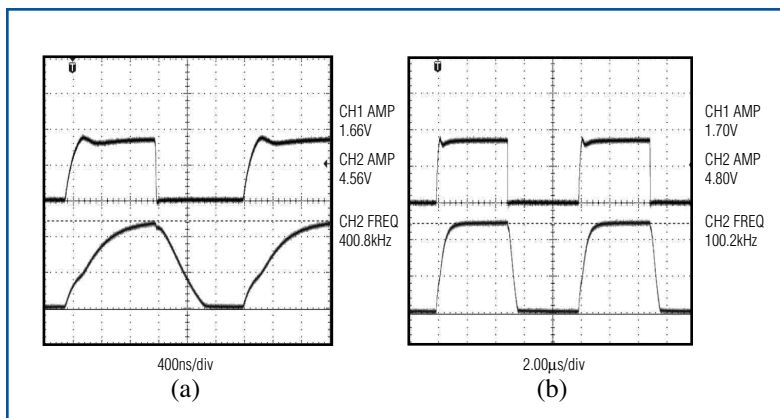 T
CH1 AMP
1.66V
CH2 AMP
4.56V
CH2 FREQ
400.8kHz
400ns/div
(a)
T
CH1 AMP
1.70V
CH2 AMP
4.80V
CH2 FREQ
100.2kHz
2.00μs/div
(b)